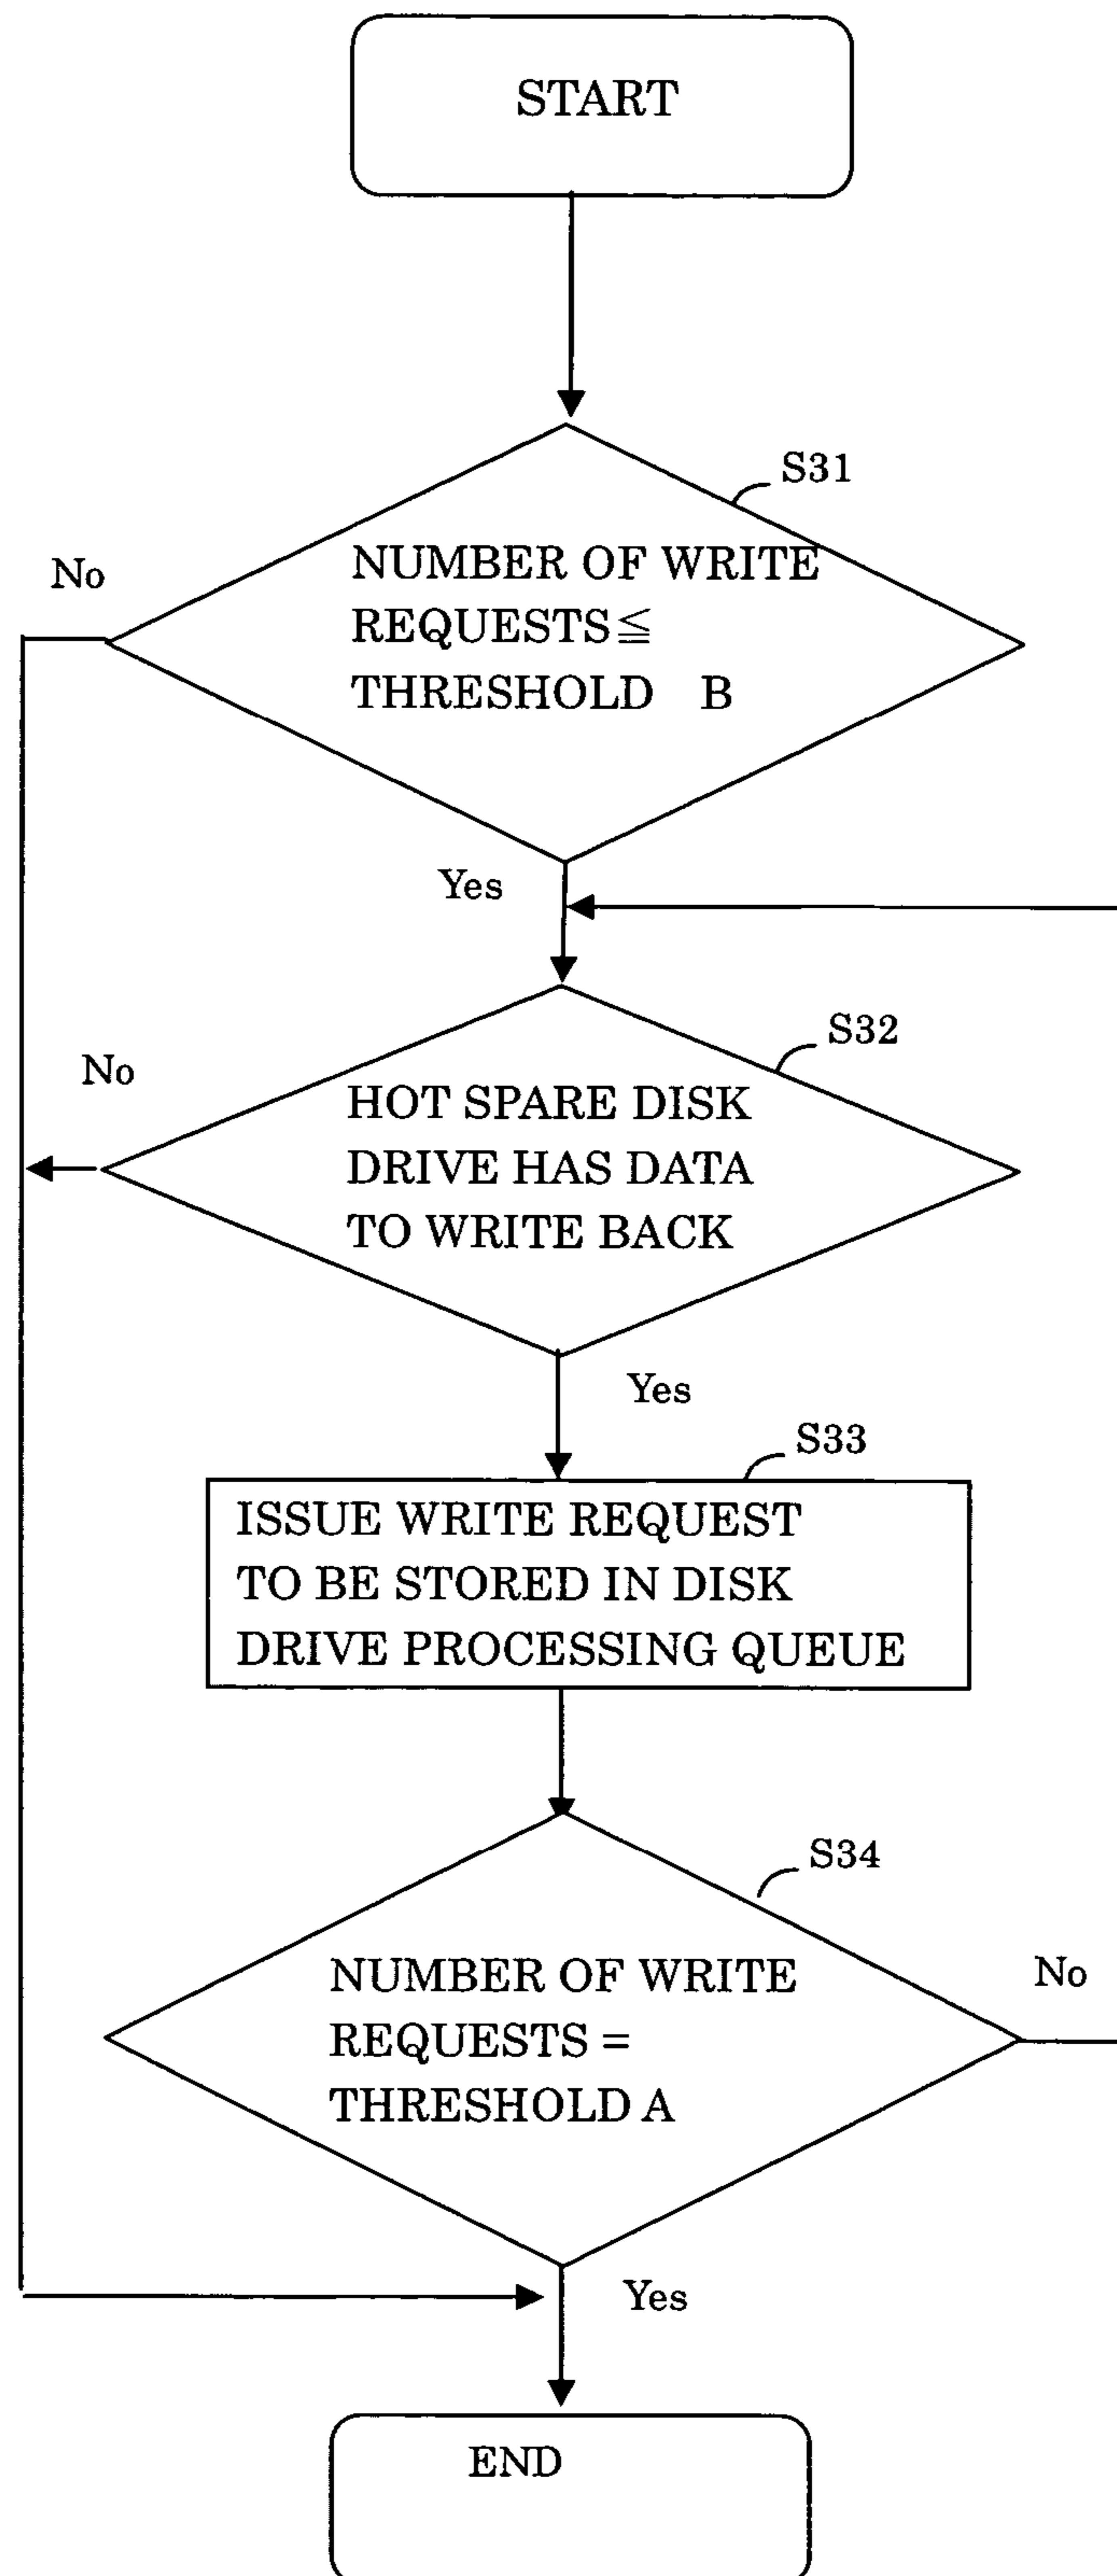 START
S31
No
NUMBER OF WRITE
REQUESTS≦
THRESHOLD B
Yes
S32
No
HOT SPARE DISK
DRIVE HAS DATA
TO WRITE BACK
Yes
S33
ISSUE WRITE REQUEST
TO BE STORED IN DISK
DRIVE PROCESSING QUEUE
S34
No
NUMBER OF WRITE
REQUESTS =
THRESHOLD A
Yes
END